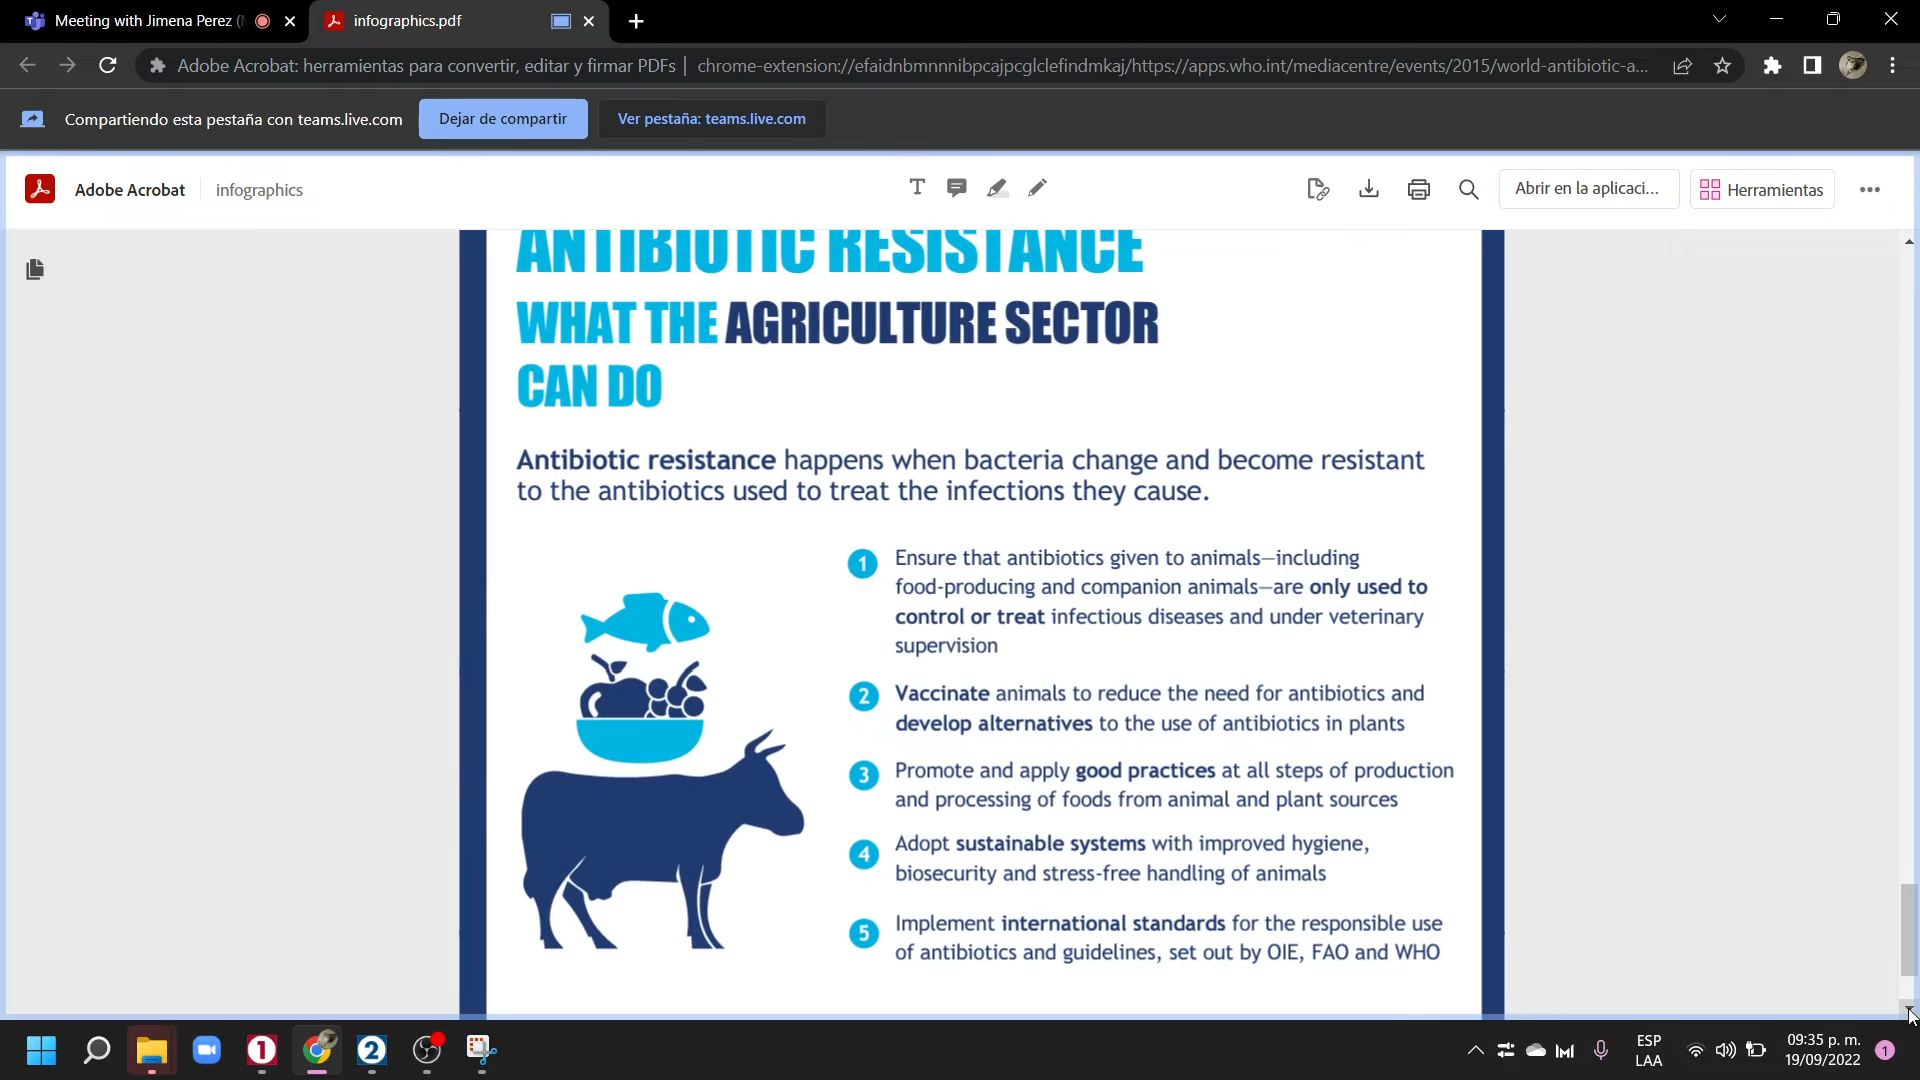 Meeting with Jimena Perez (
infographics.pdf
Adobe Acrobat: herramientas para convertir, editar y firmar PDFs | chrome-extension://efaidnbmnnnibpcajpcglclefindmkaj/https://apps.who.int/mediacentre/events/2015/world-antibiotic-a...
Compartiendo esta pestaña con teams.live.com
Dejar de compartir
Ver pestaña: teams.live.com
Adobe Acrobat
infographics
Abrir en la aplicaci...
Herramientas
ANTIBIOTIC RESISTANCE
WHAT THE AGRICULTURE SECTOR
CAN DO
Antibiotic resistance happens when bacteria change and become resistant
to the antibiotics used to treat the infections they cause.
1 Ensure that antibiotics given to animals—including
food-producing and companion animals—are only used to
control or treat infectious diseases and under veterinary
supervision
2 Vaccinate animals to reduce the need for antibiotics and
develop alternatives to the use of antibiotics in plants
3 Promote and apply good practices at all steps of production
and processing of foods from animal and plant sources
4 Adopt sustainable systems with improved hygiene,
biosecurity and stress-free handling of animals
5 Implement international standards for the responsible use
of antibiotics and guidelines, set out by OIE, FAO and WHO
1
2
ESP
LAA
09:35 p. m.
19/09/2022
1